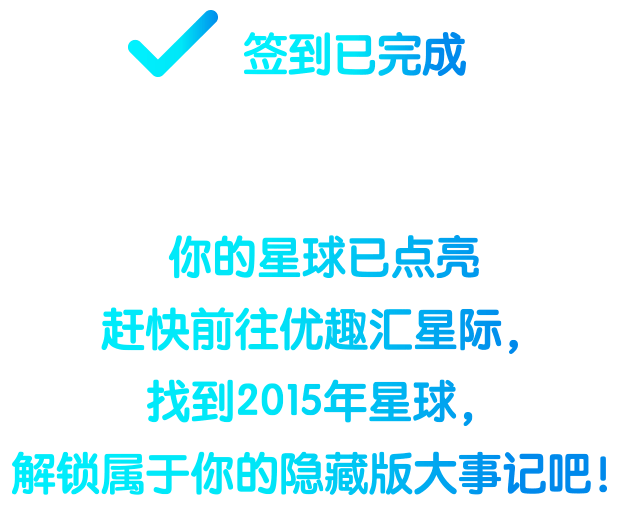 签到已完成
你的星球已点亮
赶快前往优趣汇星际，
找到2015年星球，
解锁属于你的隐藏版大事记吧！